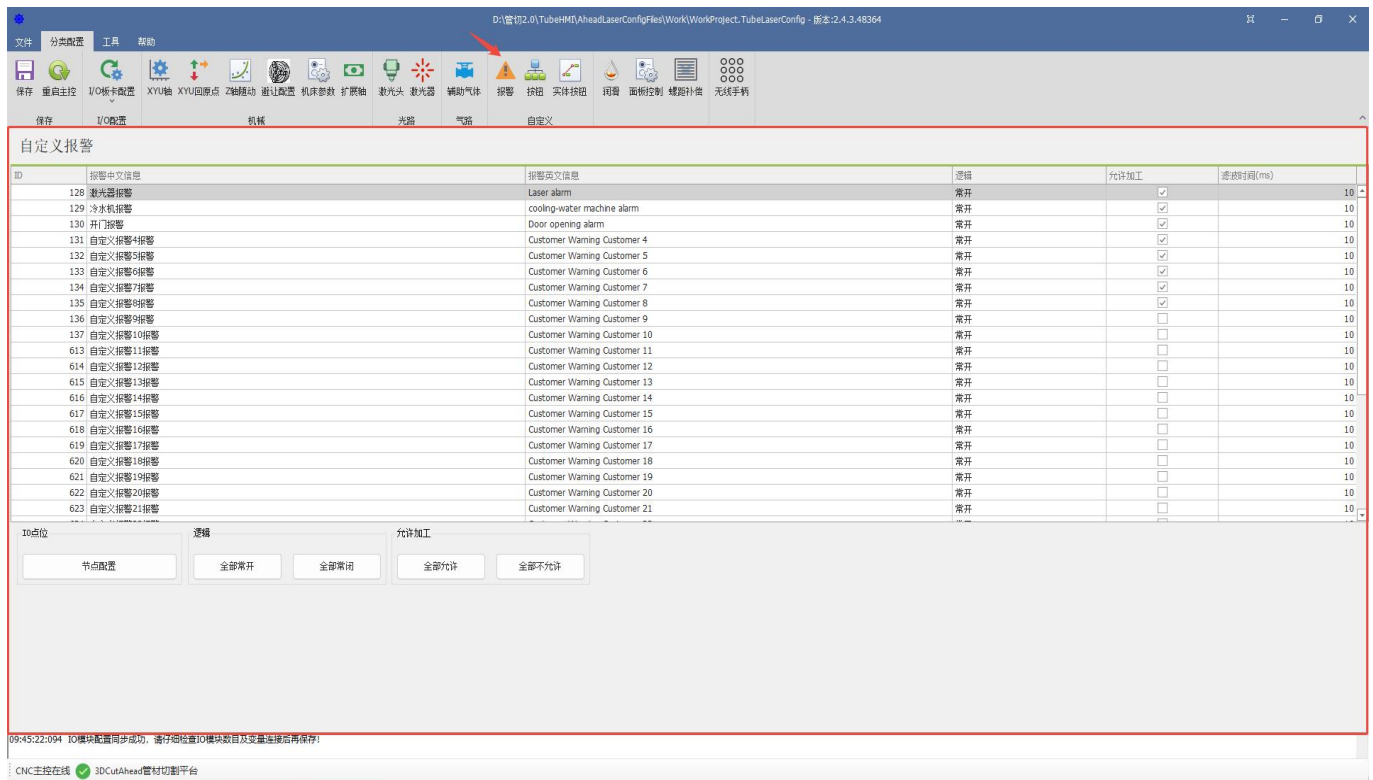 D:\管切2.0\TubeHMI\AheadLaserConfigFiles\Work\WorkProject.TubeLaserConfig - 版本:2.4.3.48364
文件 分类配置 工具 帮助
保存 重启主控 I/O板卡配置 XYU轴 XYU回原点 Z轴随动 避让配置 机床参数 扩展轴 激光头 激光器 辅助气体 报警 按钮 实体按钮 润滑 面板控制 螺距补偿 无线手柄
保存 I/O配置 机械 光路 气路 自定义
自定义报警
ID 报警中文信息 报警英文信息 逻辑 允许加工 滤波时间(ms)
128 激光器报警 Laser alarm 常开 10
129 冷水机报警 cooling-water machine alarm 常开 10
130 开门报警 Door opening alarm 常开 10
131 自定义报警4报警 Customer Warning Customer 4 常开 10
132 自定义报警5报警 Customer Warning Customer 5 常开 10
133 自定义报警6报警 Customer Warning Customer 6 常开 10
134 自定义报警7报警 Customer Warning Customer 7 常开 10
135 自定义报警8报警 Customer Warning Customer 8 常开 10
136 自定义报警9报警 Customer Warning Customer 9 常开 10
137 自定义报警10报警 Customer Warning Customer 10 常开 10
613 自定义报警11报警 Customer Warning Customer 11 常开 10
614 自定义报警12报警 Customer Warning Customer 12 常开 10
615 自定义报警13报警 Customer Warning Customer 13 常开 10
616 自定义报警14报警 Customer Warning Customer 14 常开 10
617 自定义报警15报警 Customer Warning Customer 15 常开 10
618 自定义报警16报警 Customer Warning Customer 16 常开 10
619 自定义报警17报警 Customer Warning Customer 17 常开 10
620 自定义报警18报警 Customer Warning Customer 18 常开 10
621 自定义报警19报警 Customer Warning Customer 19 常开 10
622 自定义报警20报警 Customer Warning Customer 20 常开 10
623 自定义报警21报警 Customer Warning Customer 21 常开 10
IO点位 逻辑 允许加工
节点配置 全部常开 全部常闭 全部允许 全部不允许
09:45:22:094 IO模块配置同步成功，请仔细检查IO模块数目及变量连接后再保存!
CNC主控在线 3DCutAhead管材切割平台